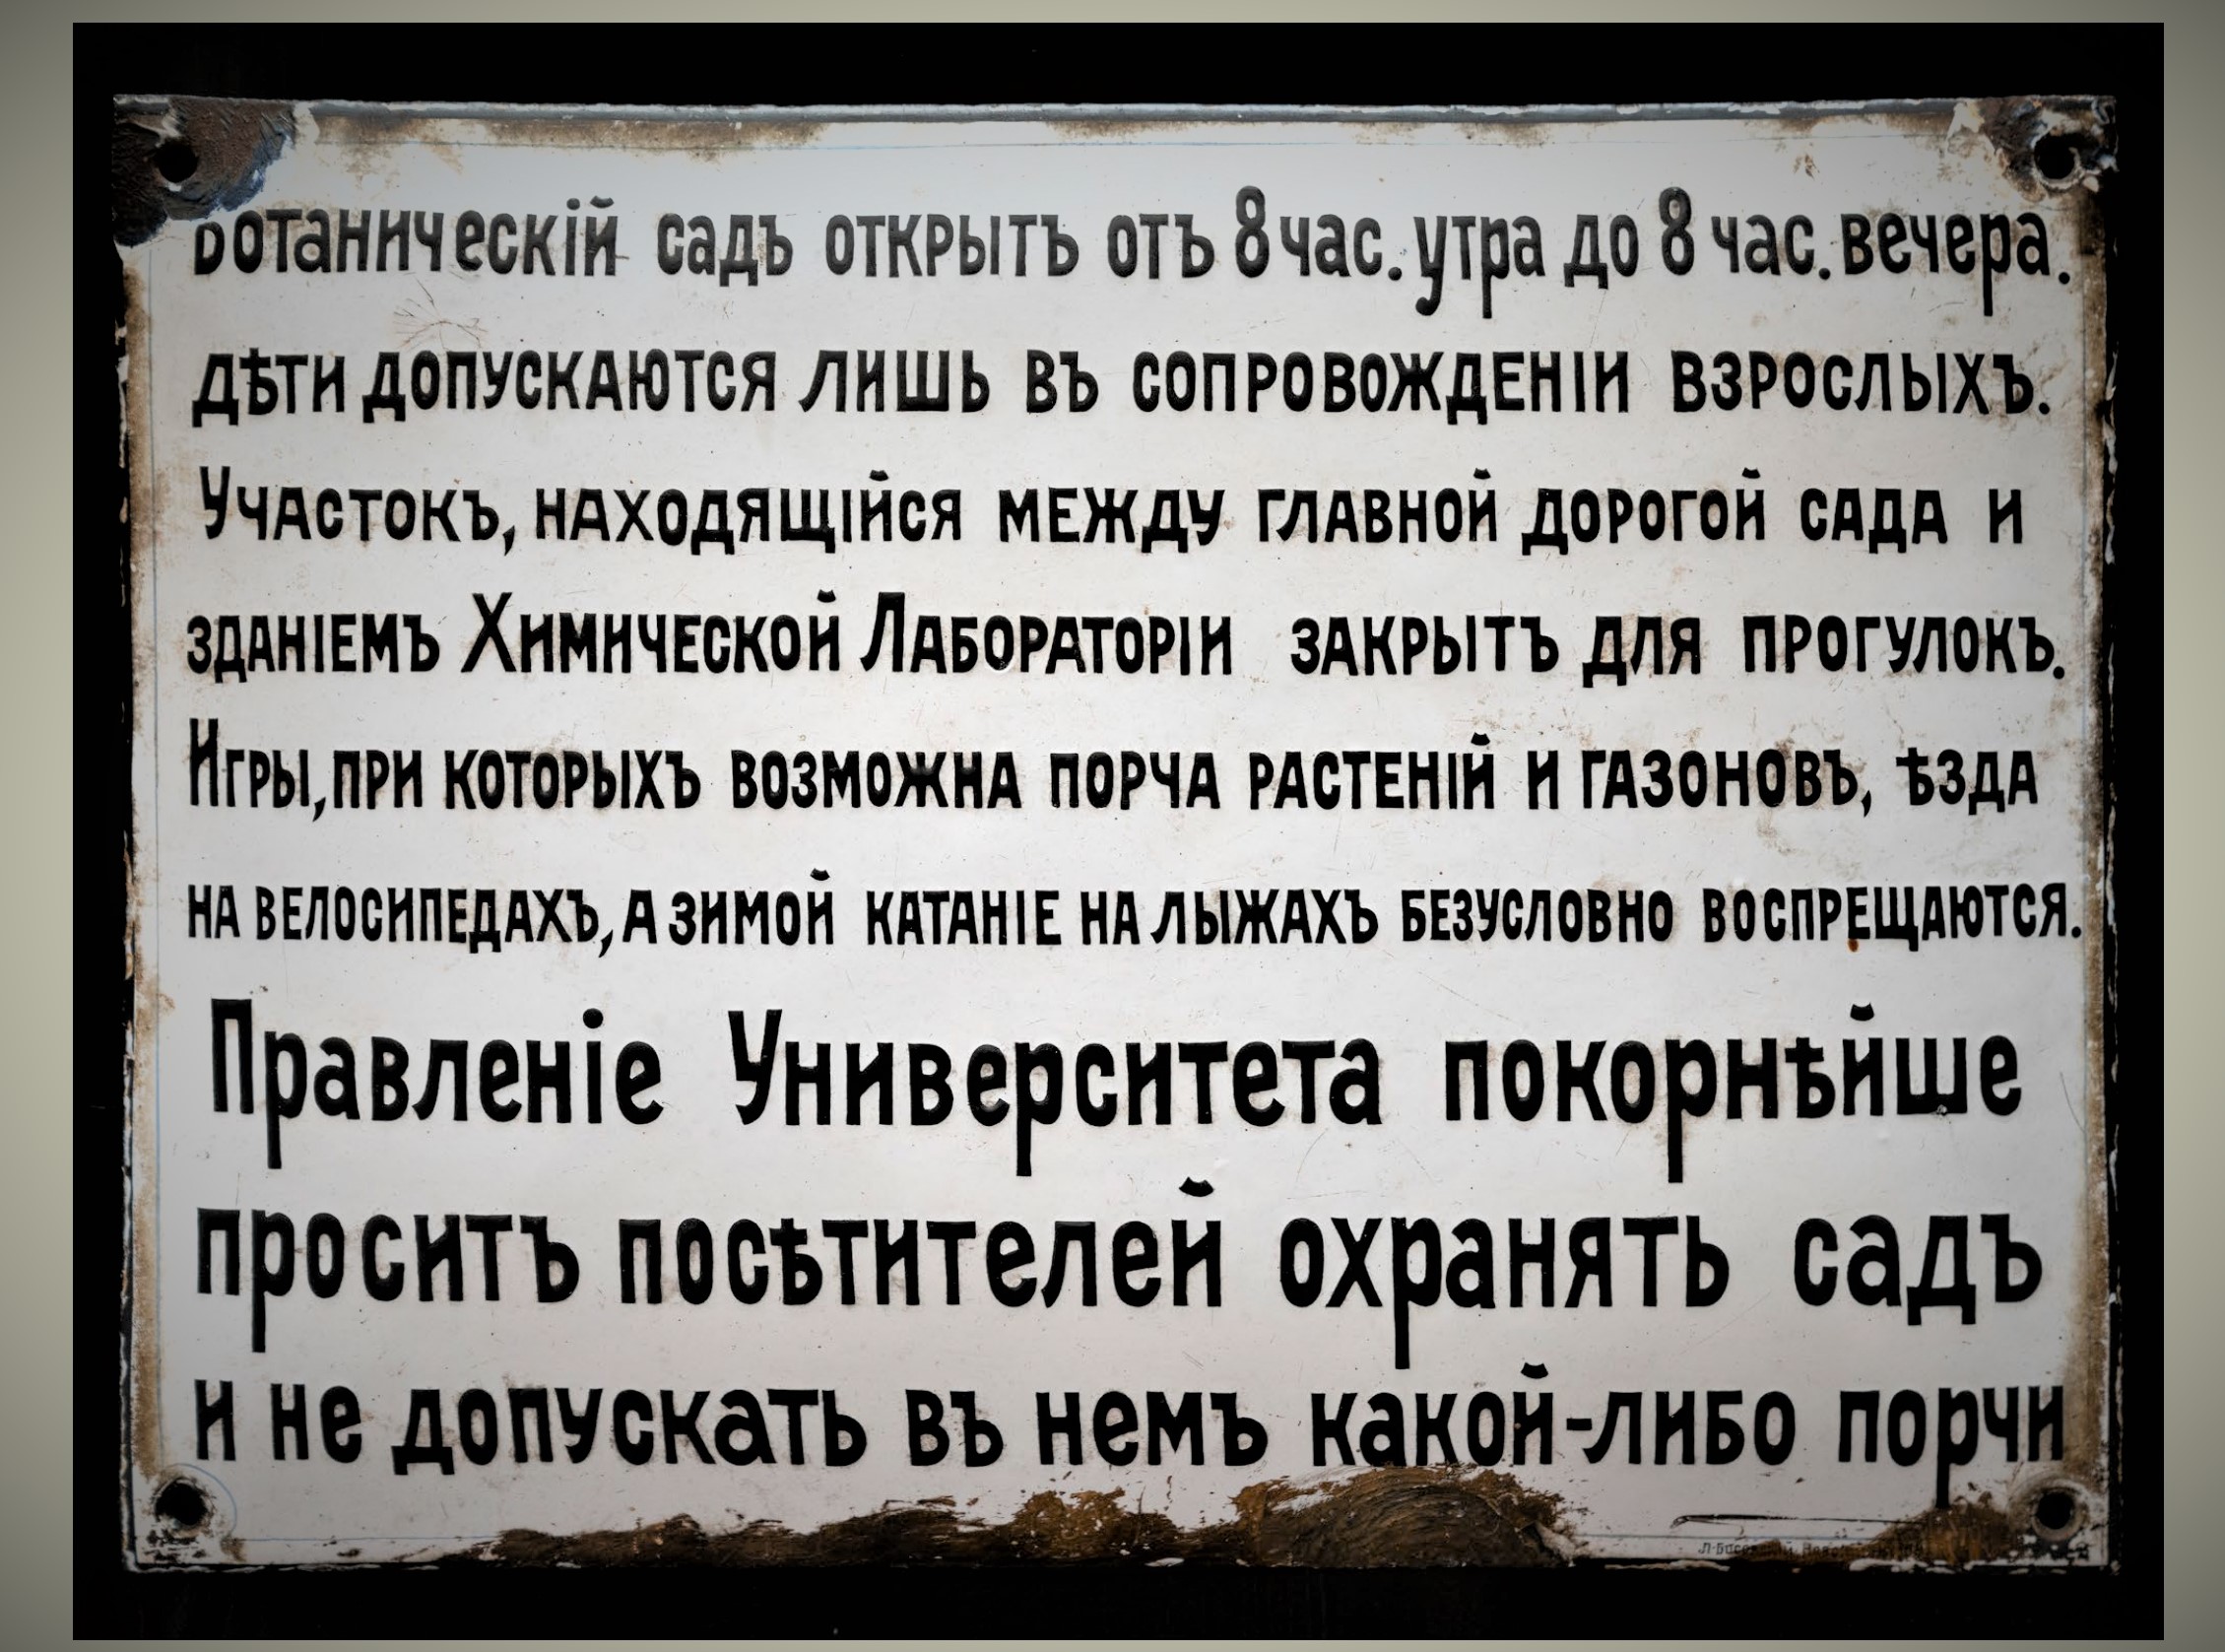 Ботаническій садъ открытъ отъ 8 час. утра до 8 час. вечера.
ДѢТИ ДОПУСКАЮТСЯ ЛИШЬ ВЪ СОПРОВОЖДЕНІИ ВЗРОСЛЫХЪ.
УЧАСТОКЪ, НАХОДЯЩІЙСЯ МЕЖДУ ГЛАВНОЙ ДОРОГОЙ САДА И
ЗДАНІЕМЪ ХИМИЧЕСКОЙ ЛАБОРАТОРІИ ЗАКРЫТЪ ДЛЯ ПРОГУЛОКЪ.
ИГРЫ, ПРИ КОТОРЫХЪ ВОЗМОЖНА ПОРЧА РАСТЕНІЙ И ГАЗОНОВЪ, ѢЗДА
НА ВЕЛОСИПЕДАХЪ, А ЗИМОЙ КАТАНІЕ НА ЛЫЖАХЪ БЕЗУСЛОВНО ВОСПРЕЩАЮТСЯ.
Правленіе Университета покорнѣйше
проситъ посѣтителей охранять садъ
и не допускать въ немъ какой-либо порчи